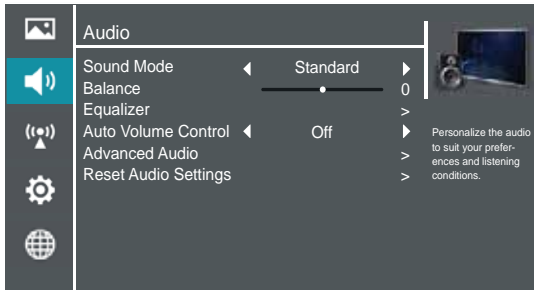 Audio
Sound Mode Standard
Balance 0
Equalizer >
Auto Volume Control Off
Advanced Audio >
Reset Audio Settings >
Personalize the audio
to suit your prefer-
ences and listening
conditions.